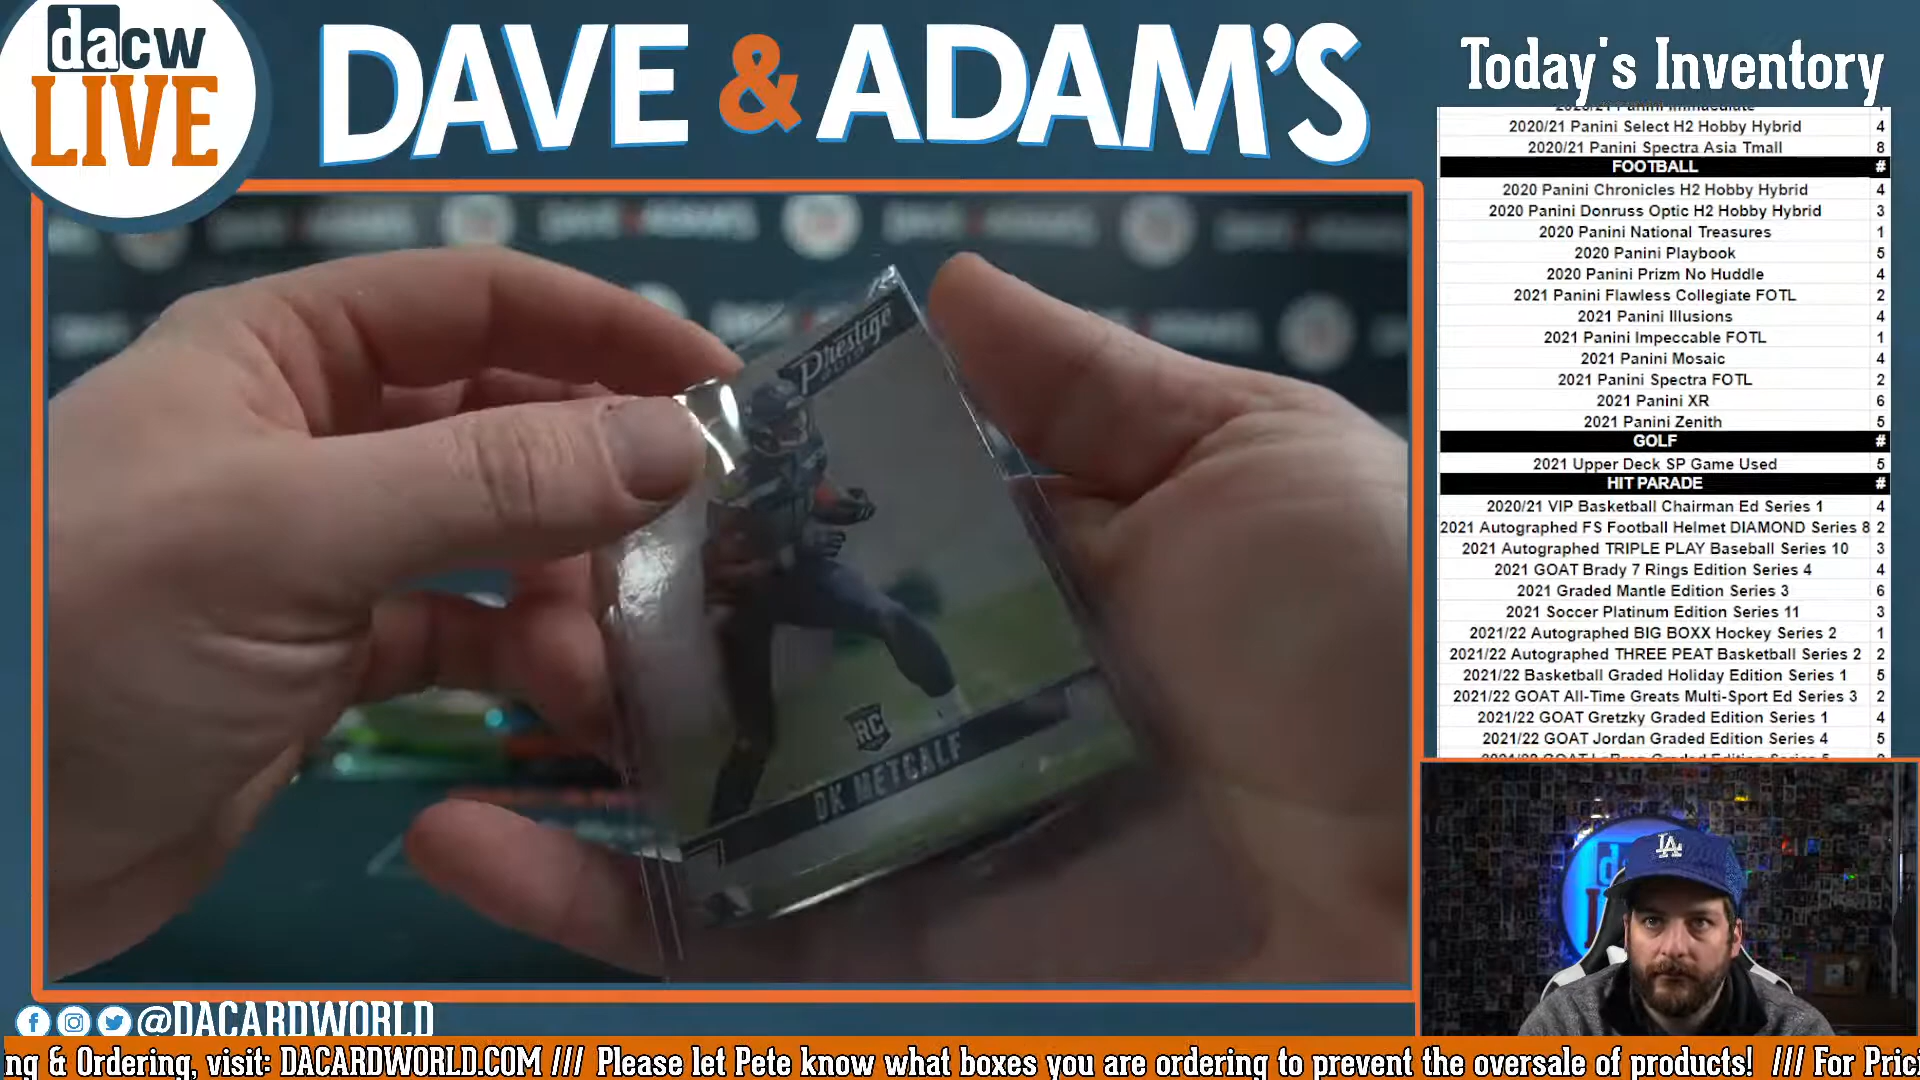 dacw
LIVE
DAVE & ADAM'S
Today's Inventory
2020/21 Panini Immaculate
2020/21 Panini Select H2 Hobby Hybrid 4
2020/21 Panini Spectra Asia Tmall 8
FOOTBALL #
2020 Panini Chronicles H2 Hobby Hybrid 4
2020 Panini Donruss Optic H2 Hobby Hybrid 3
2020 Panini National Treasures 1
2020 Panini Playbook 5
2020 Panini Prizm No Huddle 4
2021 Panini Flawless Collegiate FOTL 2
2021 Panini Illusions 4
2021 Panini Impeccable FOTL 1
2021 Panini Mosaic 4
2021 Panini Spectra FOTL 2
2021 Panini XR 6
2021 Panini Zenith 5
GOLF #
2021 Upper Deck SP Game Used 5
HIT PARADE #
2020/21 VIP Basketball Chairman Ed Series 1 4
2021 Autographed FS Football Helmet DIAMOND Series 8 2
2021 Autographed TRIPLE PLAY Baseball Series 10 3
2021 GOAT Brady 7 Rings Edition Series 4 4
2021 Graded Mantle Edition Series 3 6
2021 Soccer Platinum Edition Series 11 3
2021/22 Autographed BIG BOXX Hockey Series 2 1
2021/22 Autographed THREE PEAT Basketball Series 2 2
2021/22 Basketball Graded Holiday Edition Series 1 5
2021/22 GOAT All-Time Greats Multi-Sport Ed Series 3 2
2021/22 GOAT Gretzky Graded Edition Series 1 4
2021/22 GOAT Jordan Graded Edition Series 4 5
Prestige
2019
RC
DK METCALF
LA
@DACARDWORLD
ng & Ordering, visit: DACARDWORLD.COM /// Please let Pete know what boxes you are ordering to prevent the oversale of products! /// For Prici